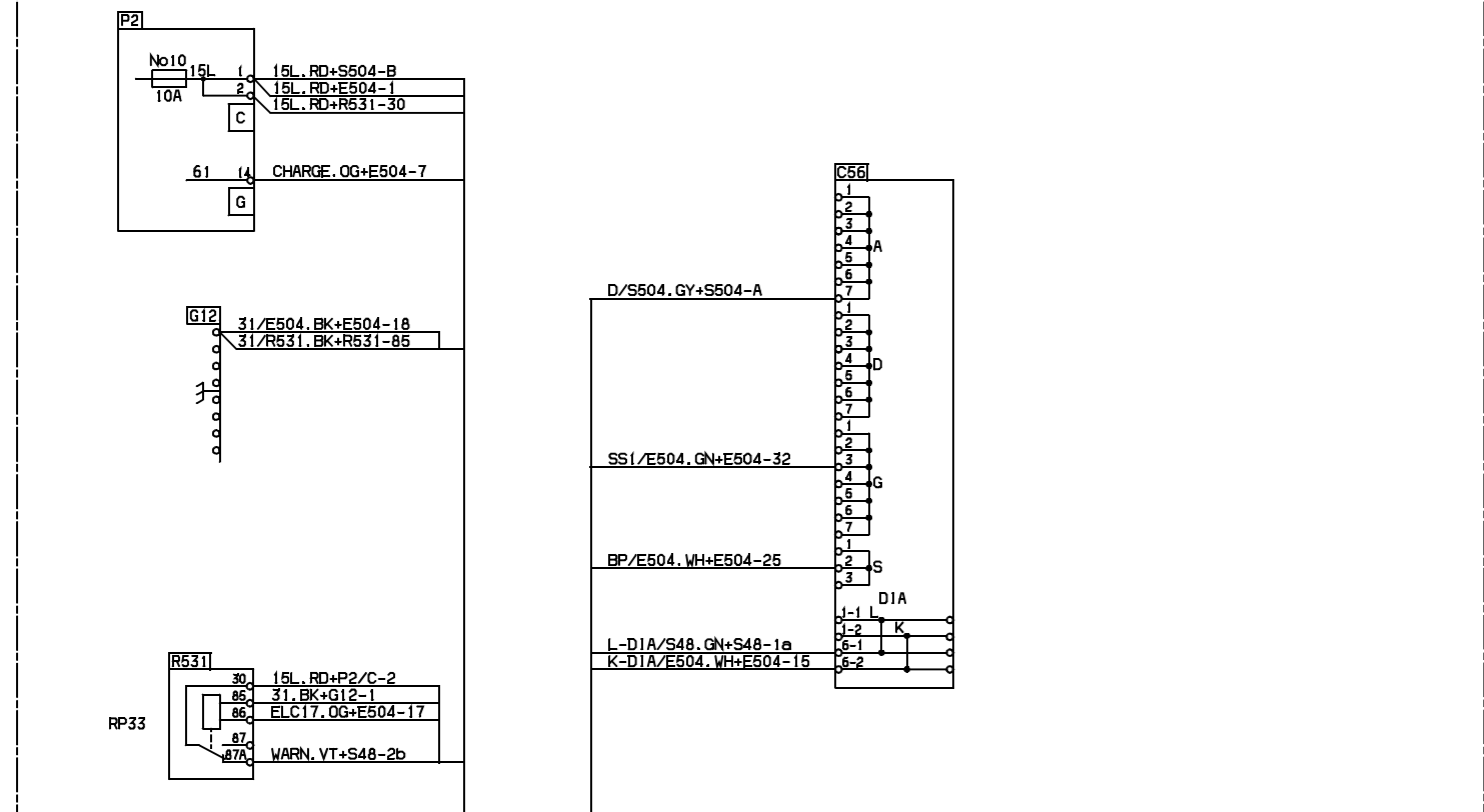 P2
No10
15L
10A
1 15L.RD+S504-B
2 15L.RD+E504-1
15L.RD+R531-30
C
61 14 CHARGE.OG+E504-7
G
G12
31/E504.BK+E504-18
31/R531.BK+R531-85
R531
RP33
30 15L.RD+P2/C-2
85 31.BK+G12-1
86 ELC17.OG+E504-17
87
87A WARN.VT+S48-2b
C56
1
2
3
4 A
5
6
D/S504.GY+S504-A 7
1
2
3
4 D
5
6
7
1
2
SS1/E504.GN+E504-32 3
4 G
5
6
7
1
BP/E504.WH+E504-25 2 S
3
D1A
1-1 L
1-2 K
L-D1A/S48.GN+S48-1a 6-1
K-D1A/E504.WH+E504-15 6-2